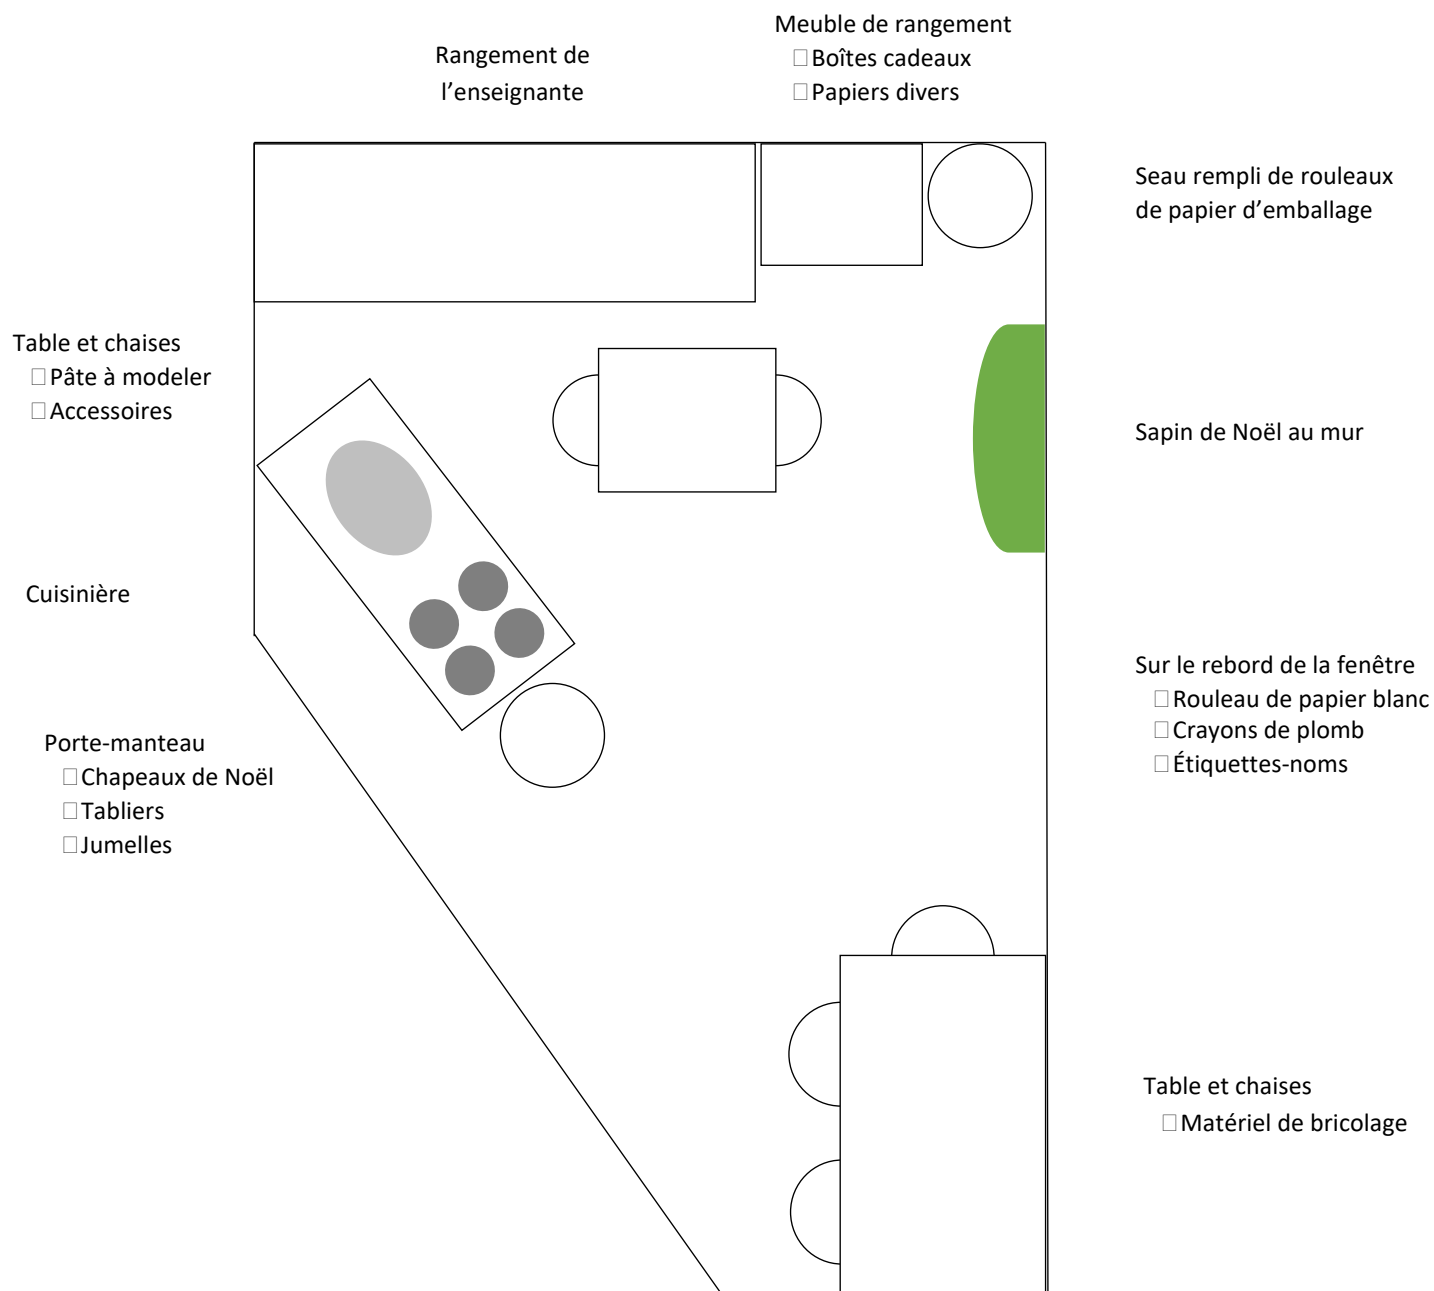 Rangement de
l’enseignante
Meuble de rangement
□ Boîtes cadeaux
□ Papiers divers
Seau rempli de rouleaux
de papier d’emballage
Table et chaises
□ Pâte à modeler
□ Accessoires
Sapin de Noël au mur
Cuisinière
Sur le rebord de la fenêtre
□ Rouleau de papier blanc
□ Crayons de plomb
□ Étiquettes-noms
Porte-manteau
□ Chapeaux de Noël
□ Tabliers
□ Jumelles
Table et chaises
□ Matériel de bricolage